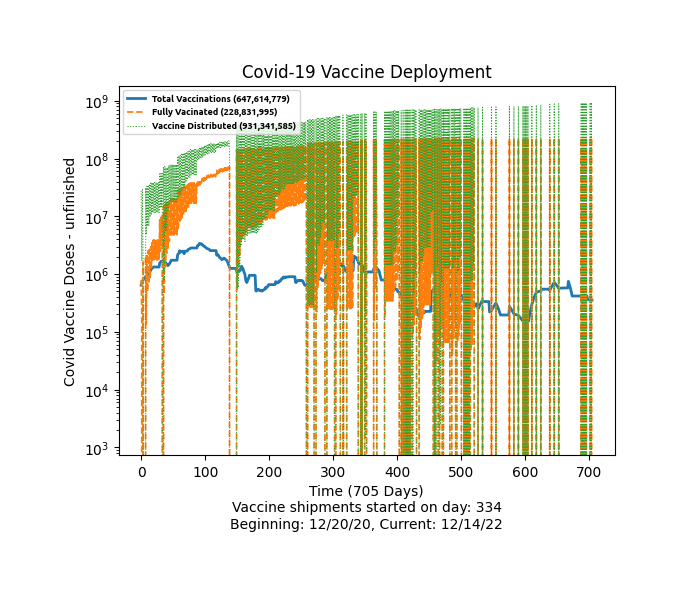 Covid-19 Vaccine Deployment
Total Vaccinations (647,614,779)
Fully Vacinated (228,831,995)
Vaccine Distributed (931,341,585)
Covid Vaccine Doses - unfinished
10⁹
10⁸
10⁷
10⁶
10⁵
10⁴
10³
0 100 200 300 400 500 600 700
Time (705 Days)
Vaccine shipments started on day: 334
Beginning: 12/20/20, Current: 12/14/22